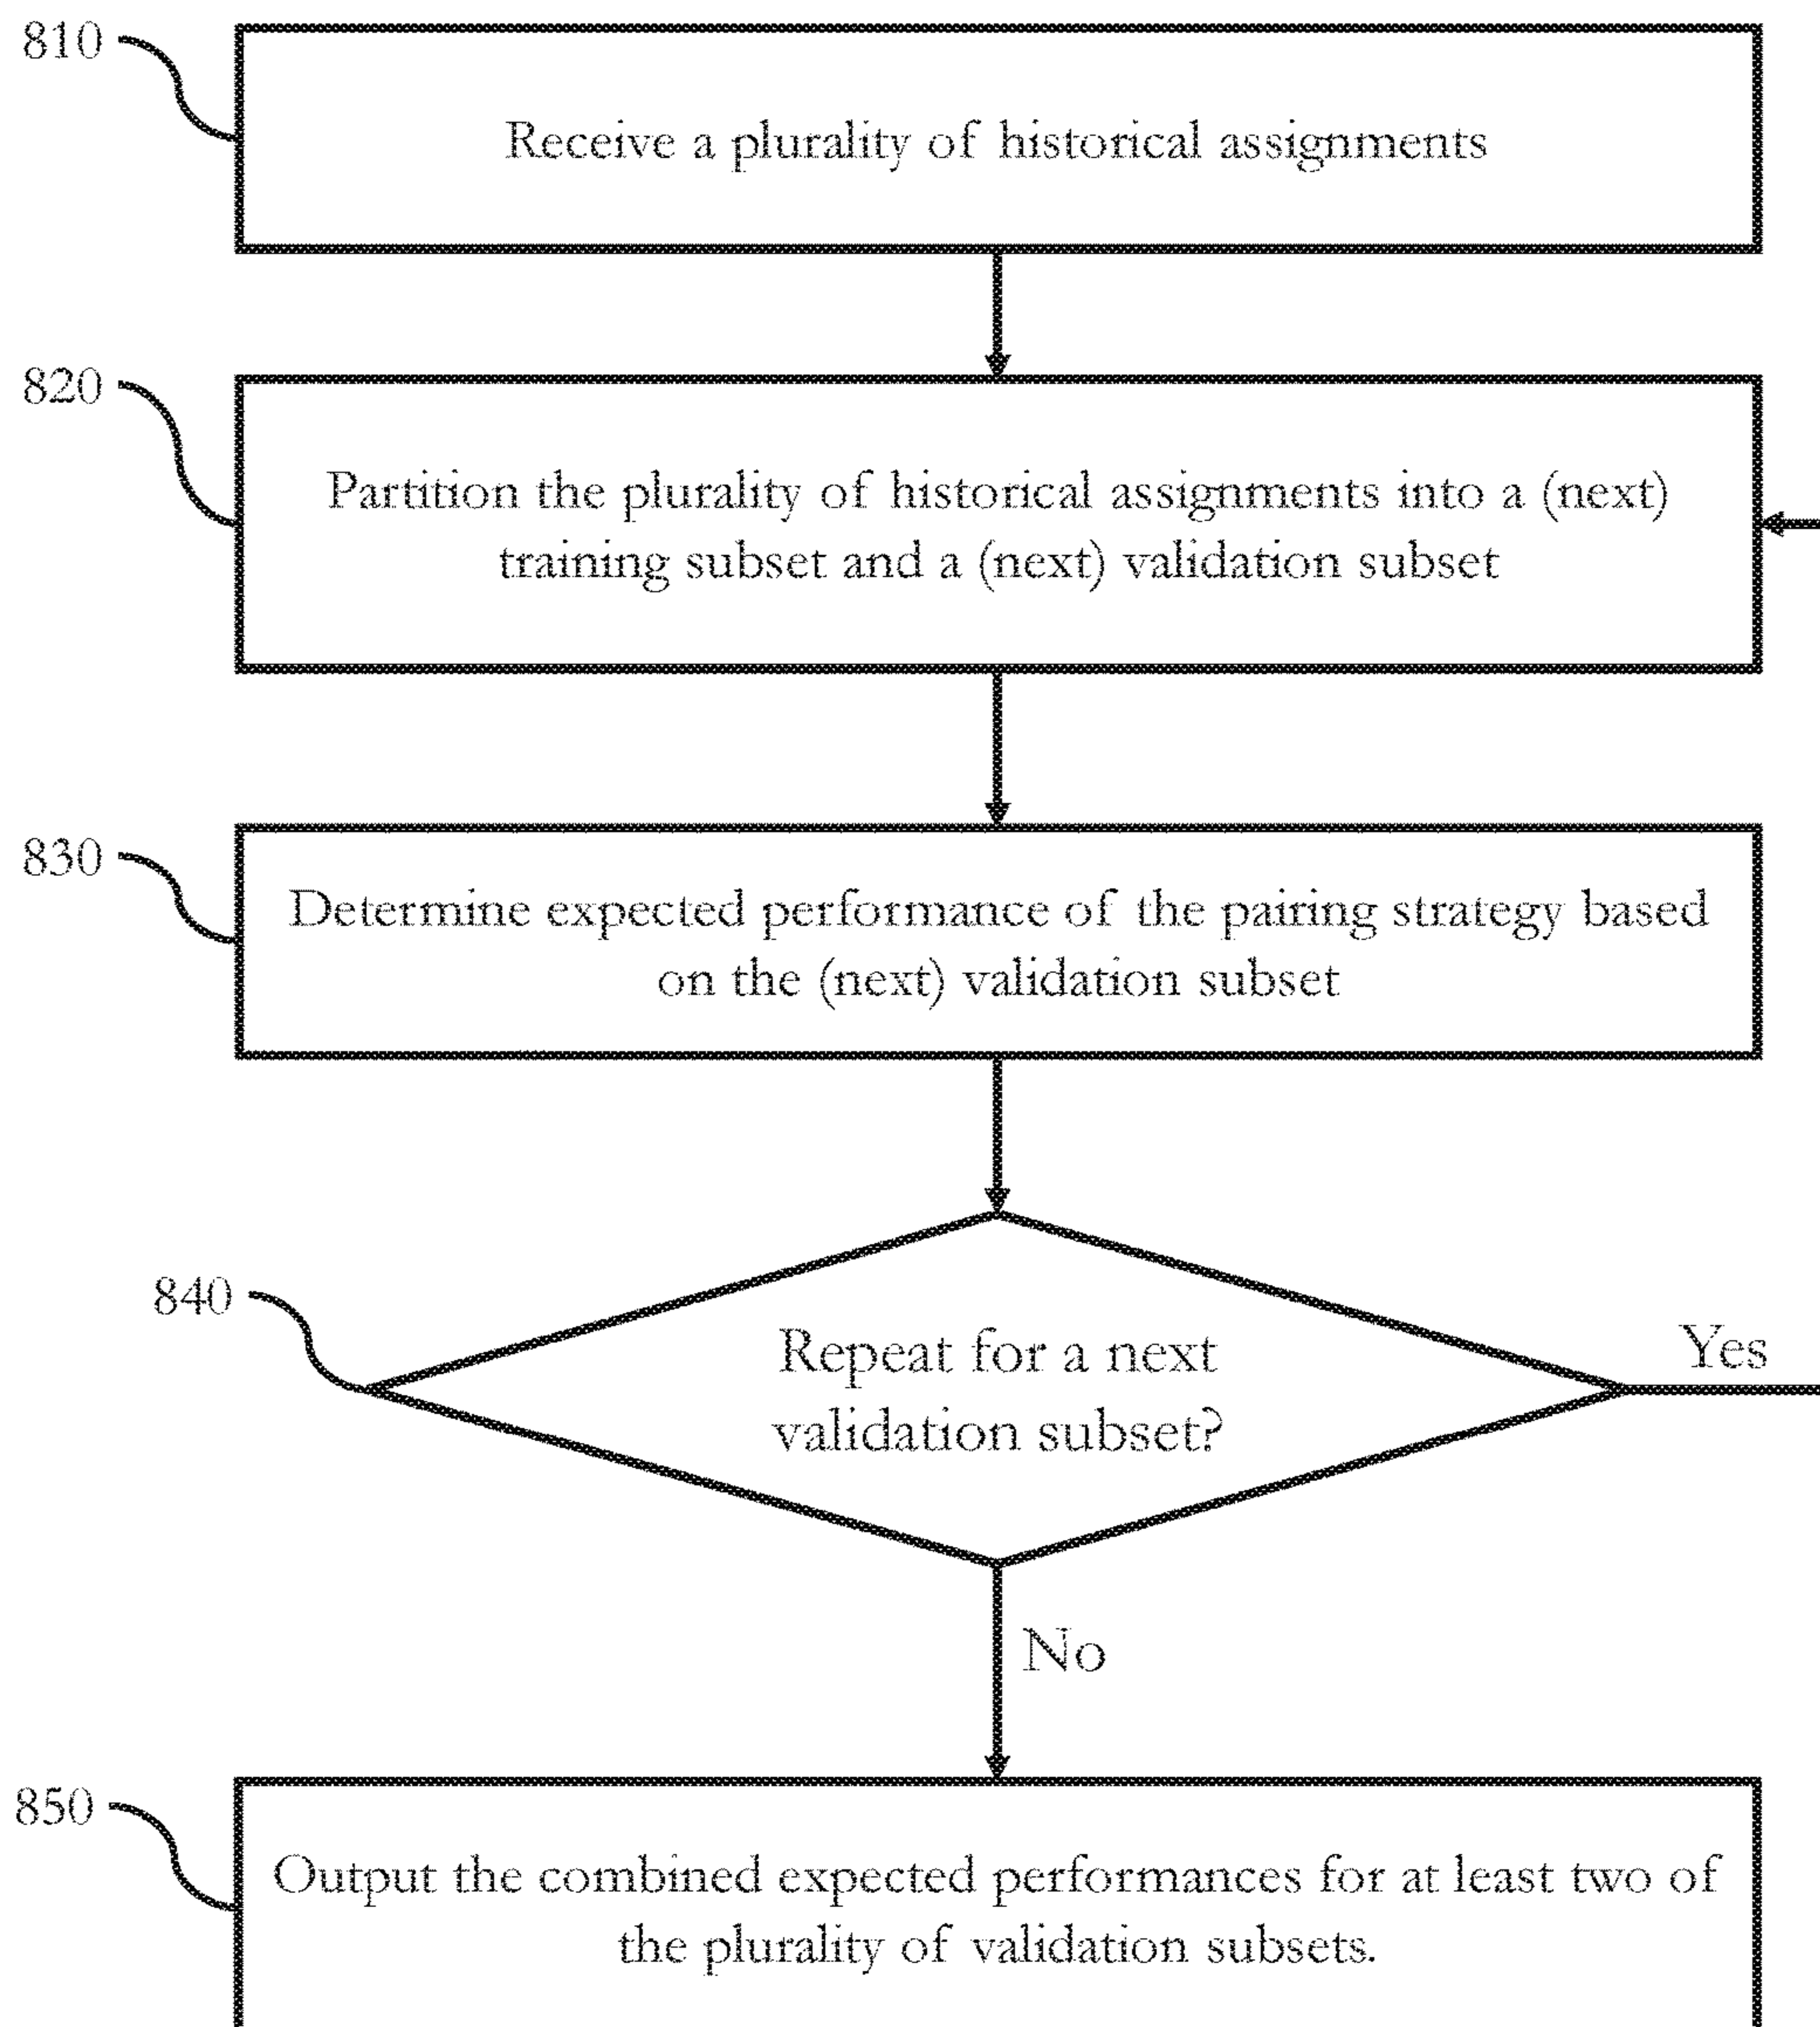 810
Receive a plurality of historical assignments
820
Partition the plurality of historical assignments into a (next)
training subset and a (next) validation subset
830
Determine expected performance of the pairing strategy based
on the (next) validation subset
840
Repeat for a next
validation subset?
Yes
No
850
Output the combined expected performances for at least two of
the plurality of validation subsets.